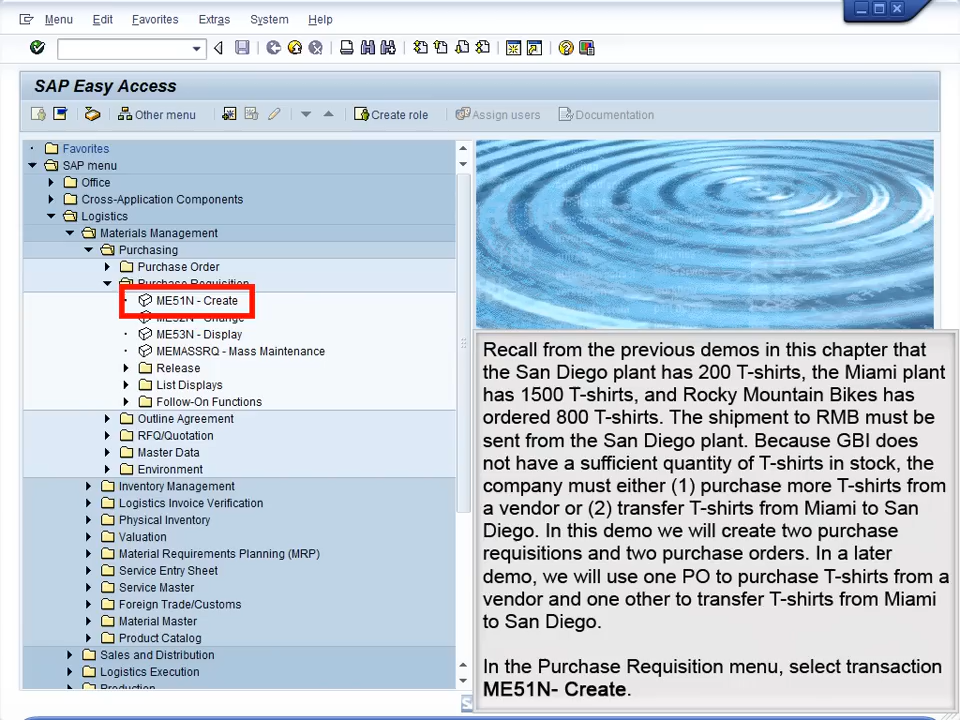 Menu Edit Favorites Extras System Help
SAP Easy Access
Other menu Create role Assign users Documentation
Favorites
SAP menu
Office
Cross-Application Components
Logistics
Materials Management
Purchasing
Purchase Order
Purchase Requisition
ME51N - Create
ME52N - Change
ME53N - Display
MEMASSRQ - Mass Maintenance
Release
List Displays
Follow-On Functions
Outline Agreement
RFQ/Quotation
Master Data
Environment
Inventory Management
Logistics Invoice Verification
Physical Inventory
Valuation
Material Requirements Planning (MRP)
Service Entry Sheet
Service Master
Foreign Trade/Customs
Material Master
Product Catalog
Sales and Distribution
Logistics Execution
Production
Recall from the previous demos in this chapter that
the San Diego plant has 200 T-shirts, the Miami plant
has 1500 T-shirts, and Rocky Mountain Bikes has
ordered 800 T-shirts. The shipment to RMB must be
sent from the San Diego plant. Because GBI does
not have a sufficient quantity of T-shirts in stock, the
company must either (1) purchase more T-shirts from
a vendor or (2) transfer T-shirts from Miami to San
Diego. In this demo we will create two purchase
requisitions and two purchase orders. In a later
demo, we will use one PO to purchase T-shirts from a
vendor and one other to transfer T-shirts from Miami
to San Diego.
In the Purchase Requisition menu, select transaction
ME51N- Create.